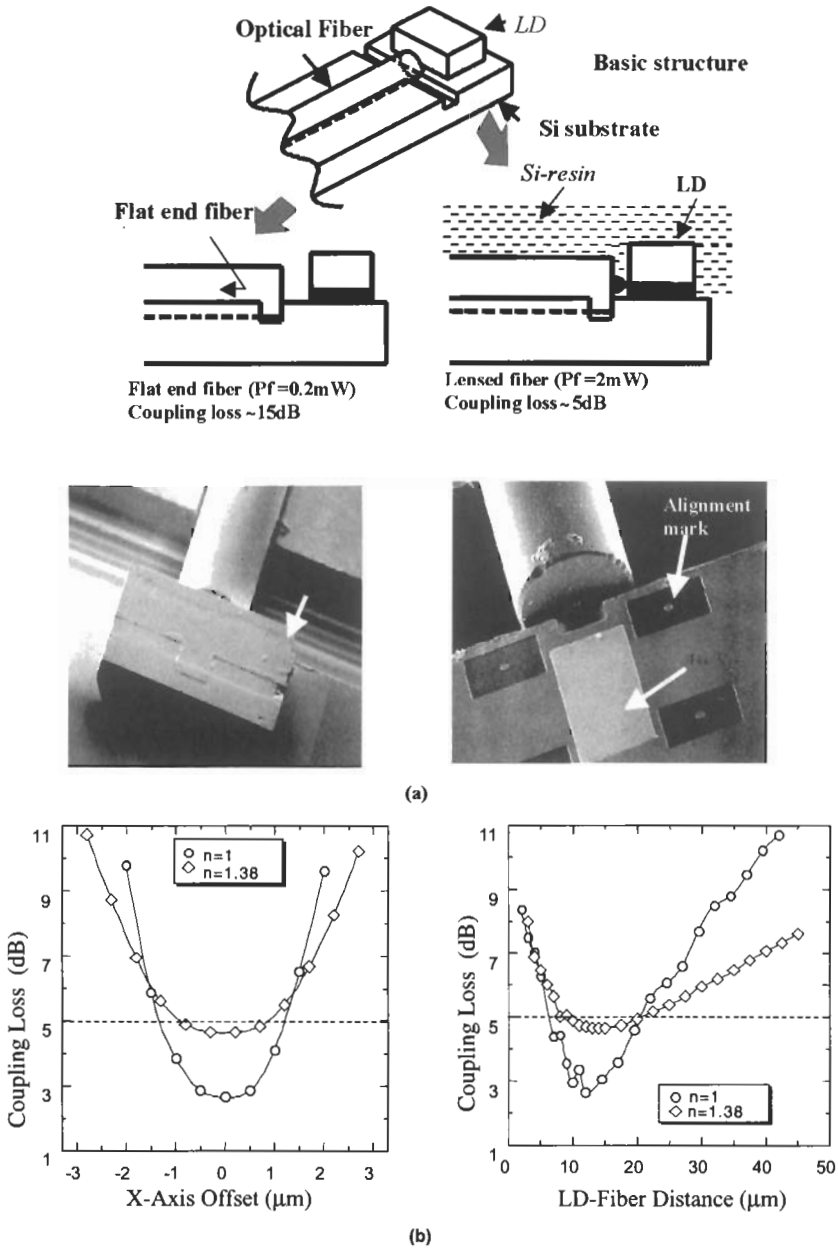 Optical Fiber
LD
Basic structure
Si substrate
Si-resin
LD
Flat end fiber
Flat end fiber (Pf=0.2mW)
Coupling loss ~15dB
Lensed fiber (Pf=2mW)
Coupling loss ~5dB
Alignment
mark
(a)
11
9
7
5
3
1
Coupling Loss (dB)
n=1
n=1.38
-3 -2 -1 0 1 2 3
X-Axis Offset (μm)
11
9
7
5
3
1
Coupling Loss (dB)
n=1
n=1.38
0 10 20 30 40 50
LD-Fiber Distance (μm)
(b)